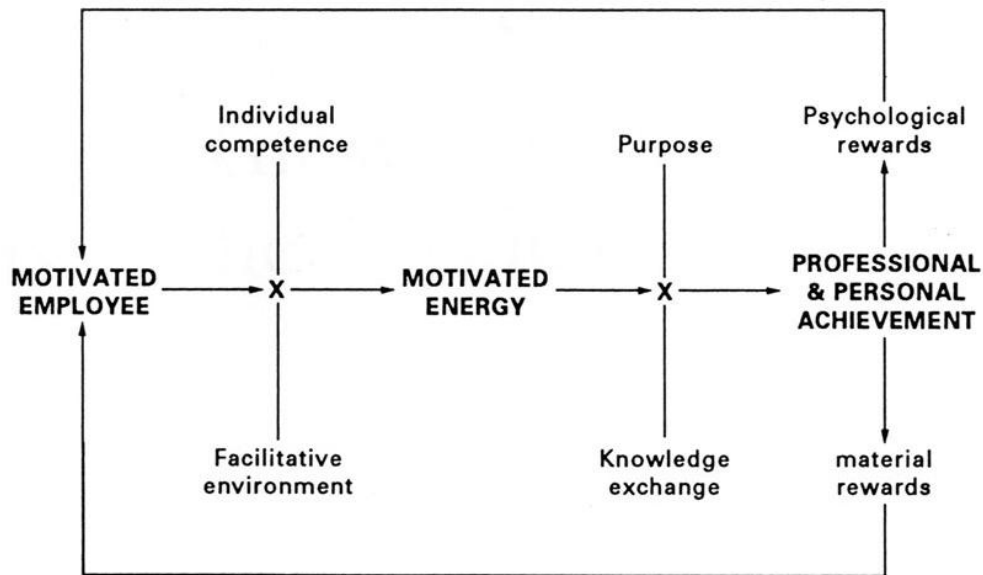 Individual
competence
Purpose
Psychological
rewards
MOTIVATED
EMPLOYEE
X
MOTIVATED
ENERGY
X
PROFESSIONAL
& PERSONAL
ACHIEVEMENT
Facilitative
environment
Knowledge
exchange
material
rewards